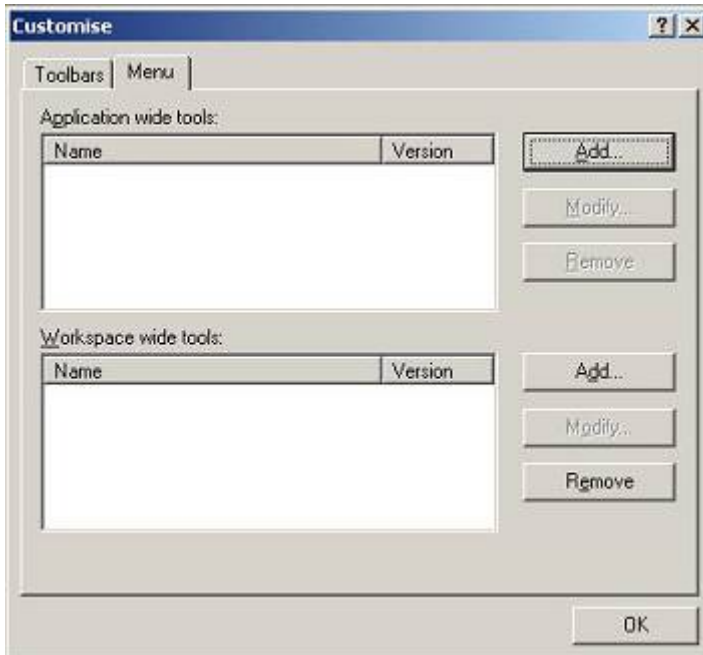 Customise
Toolbars Menu
Application wide tools:
Name Version
Add...
Modify...
Remove
Workspace wide tools:
Name Version
Add...
Modify...
Remove
OK